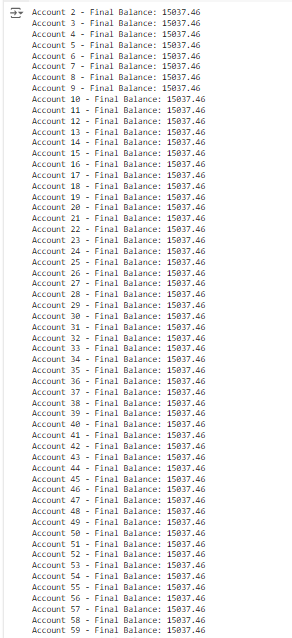 Account 2 - Final Balance: 15037.46
Account 3 - Final Balance: 15037.46
Account 4 - Final Balance: 15037.46
Account 5 - Final Balance: 15037.46
Account 6 - Final Balance: 15037.46
Account 7 - Final Balance: 15037.46
Account 8 - Final Balance: 15037.46
Account 9 - Final Balance: 15037.46
Account 10 - Final Balance: 15037.46
Account 11 - Final Balance: 15037.46
Account 12 - Final Balance: 15037.46
Account 13 - Final Balance: 15037.46
Account 14 - Final Balance: 15037.46
Account 15 - Final Balance: 15037.46
Account 16 - Final Balance: 15037.46
Account 17 - Final Balance: 15037.46
Account 18 - Final Balance: 15037.46
Account 19 - Final Balance: 15037.46
Account 20 - Final Balance: 15037.46
Account 21 - Final Balance: 15037.46
Account 22 - Final Balance: 15037.46
Account 23 - Final Balance: 15037.46
Account 24 - Final Balance: 15037.46
Account 25 - Final Balance: 15037.46
Account 26 - Final Balance: 15037.46
Account 27 - Final Balance: 15037.46
Account 28 - Final Balance: 15037.46
Account 29 - Final Balance: 15037.46
Account 30 - Final Balance: 15037.46
Account 31 - Final Balance: 15037.46
Account 32 - Final Balance: 15037.46
Account 33 - Final Balance: 15037.46
Account 34 - Final Balance: 15037.46
Account 35 - Final Balance: 15037.46
Account 36 - Final Balance: 15037.46
Account 37 - Final Balance: 15037.46
Account 38 - Final Balance: 15037.46
Account 39 - Final Balance: 15037.46
Account 40 - Final Balance: 15037.46
Account 41 - Final Balance: 15037.46
Account 42 - Final Balance: 15037.46
Account 43 - Final Balance: 15037.46
Account 44 - Final Balance: 15037.46
Account 45 - Final Balance: 15037.46
Account 46 - Final Balance: 15037.46
Account 47 - Final Balance: 15037.46
Account 48 - Final Balance: 15037.46
Account 49 - Final Balance: 15037.46
Account 50 - Final Balance: 15037.46
Account 51 - Final Balance: 15037.46
Account 52 - Final Balance: 15037.46
Account 53 - Final Balance: 15037.46
Account 54 - Final Balance: 15037.46
Account 55 - Final Balance: 15037.46
Account 56 - Final Balance: 15037.46
Account 57 - Final Balance: 15037.46
Account 58 - Final Balance: 15037.46
Account 59 - Final Balance: 15037.46